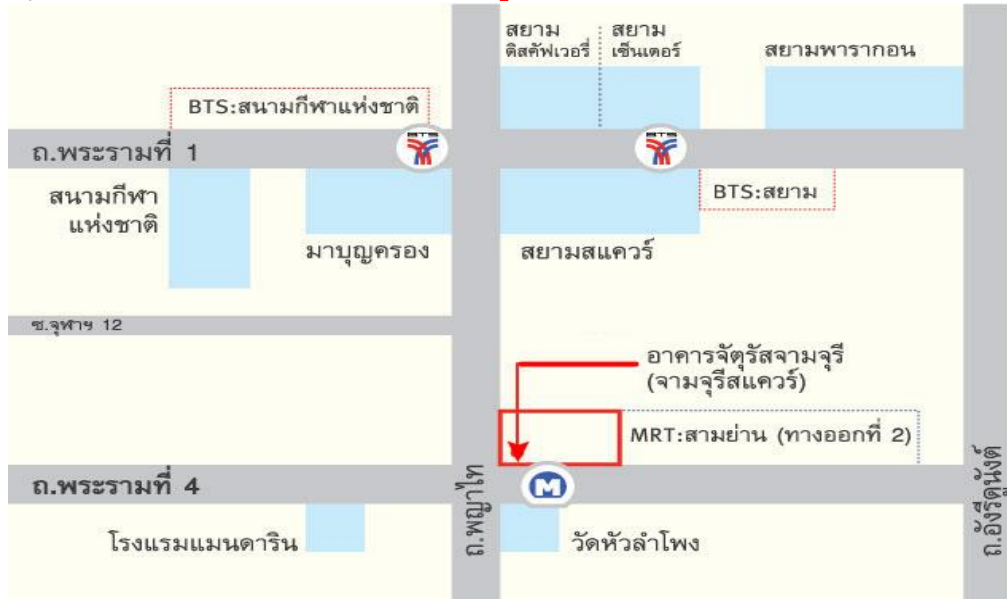 สยาม
ดิสคัฟเวอรี่
สยาม
เซ็นเตอร์
สยามพารากอน
BTS:สนามกีฬาแห่งชาติ
BTS
BTS
ถ.พระรามที่ 1
สนามกีฬา
แห่งชาติ
มาบุญครอง
สยามสแควร์
BTS:สยาม
ซ.จุฬาฯ 12
อาคารจัตุรัสจามจุรี
(จามจุรีสแควร์)
MRT:สามย่าน (ทางออกที่ 2)
ถ.พระรามที่ 4
M
ถ.พญาไท
ถ.อังรีดูนังต์
โรงแรมแมนดาริน
วัดหัวลำโพง